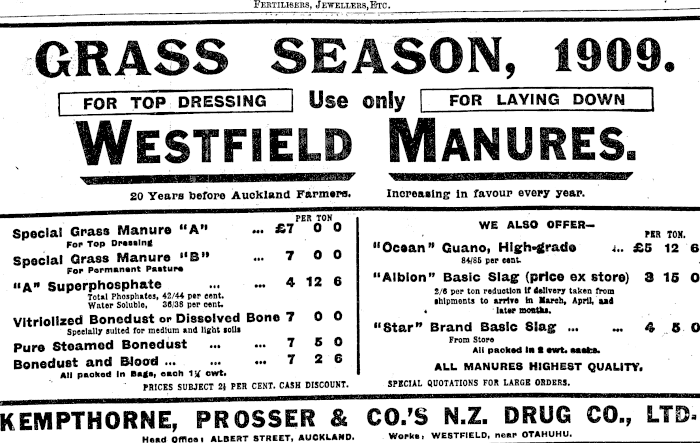 FERTILISERS, JEWELLERS, ETC.
GRASS SEASON, 1909.
FOR TOP DRESSING Use only FOR LAYING DOWN
WESTFIELD MANURES.
20 Years before Auckland Farmers. Increasing in favour every year.
PER TON
Special Grass Manure "A" ... £7 0 0
For Top Dressing
Special Grass Manure "B" ... 7 0 0
For Permanent Pasture
"A" Superphosphate ... ... 4 12 6
Total Phosphates, 42/44 per cent.
Water Soluble, 36/38 per cent.
Vitriolized Bonedust or Dissolved Bone 7 0 0
Specially suited for medium and light soils
Pure Steamed Bonedust ... ... 7 5 0
Bonedust and Blood ... ... ... 7 2 6
All packed in Bags, each 1½ cwt.
PRICES SUBJECT 2½ PER CENT. CASH DISCOUNT.
WE ALSO OFFER—
PER TON.
"Ocean" Guano, High-grade ... £5 12 6
84/85 per cent.
"Albion" Basic Slag (price ex store) 3 15 0
2/6 per ton reduction if delivery taken from
shipments to arrive in March, April, and
later months.
"Star" Brand Basic Slag ... ... 4 5 0
From Store
All packed in 2 cwt. sacks.
ALL MANURES HIGHEST QUALITY.
SPECIAL QUOTATIONS FOR LARGE ORDERS.
KEMPTHORNE, PROSSER & CO.'S N.Z. DRUG CO., LTD.
Head Office: ALBERT STREET, AUCKLAND. Works: WESTFIELD, near OTAHUHU.